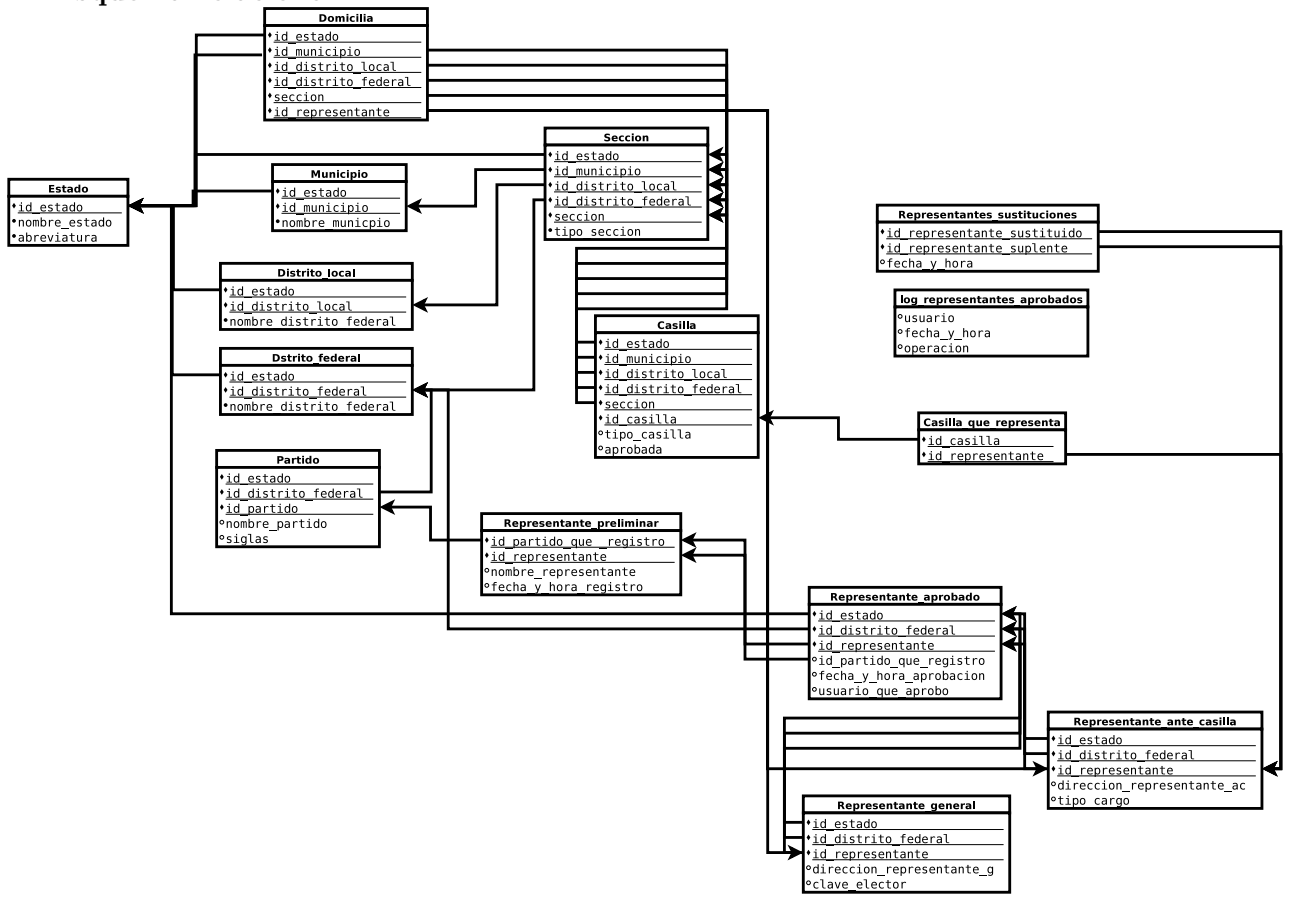 Domicilia
id_estado
id_municipio
id_distrito_local
id_distrito_federal
seccion
id_representante
Seccion
id_estado
id_municipio
id_distrito_local
id_distrito_federal
seccion
tipo_seccion
Municipio
id_estado
id_municipio
nombre_municpio
Estado
id_estado
nombre_estado
abreviatura
Representantes_sustituciones
id_representante_sustituido
id_representante_suplente
fecha_y_hora
Distrito_local
id_estado
id_distrito_local
nombre_distrito_federal
log_representantes_aprobados
usuario
fecha_y_hora
operacion
Casilla
id_estado
id_municipio
id_distrito_local
id_distrito_federal
seccion
id_casilla
tipo_casilla
aprobada
Dstrito_federal
id_estado
id_distrito_federal
nombre_distrito_federal
Casilla_que_representa
id_casilla
id_representante
Partido
id_estado
id_distrito_federal
id_partido
nombre_partido
siglas
Representante_preliminar
id_partido_que _registro
id_representante
nombre_representante
fecha_y_hora_registro
Representante_aprobado
id_estado
id_distrito_federal
id_representante
id_partido_que_registro
fecha_y_hora_aprobacion
usuario_que_aprobo
Representante_ante_casilla
id_estado
id_distrito_federal
id_representante
direccion_representante_ac
tipo_cargo
Representante_general
id_estado
id_distrito_federal
id_representante
direccion_representante_g
clave_elector